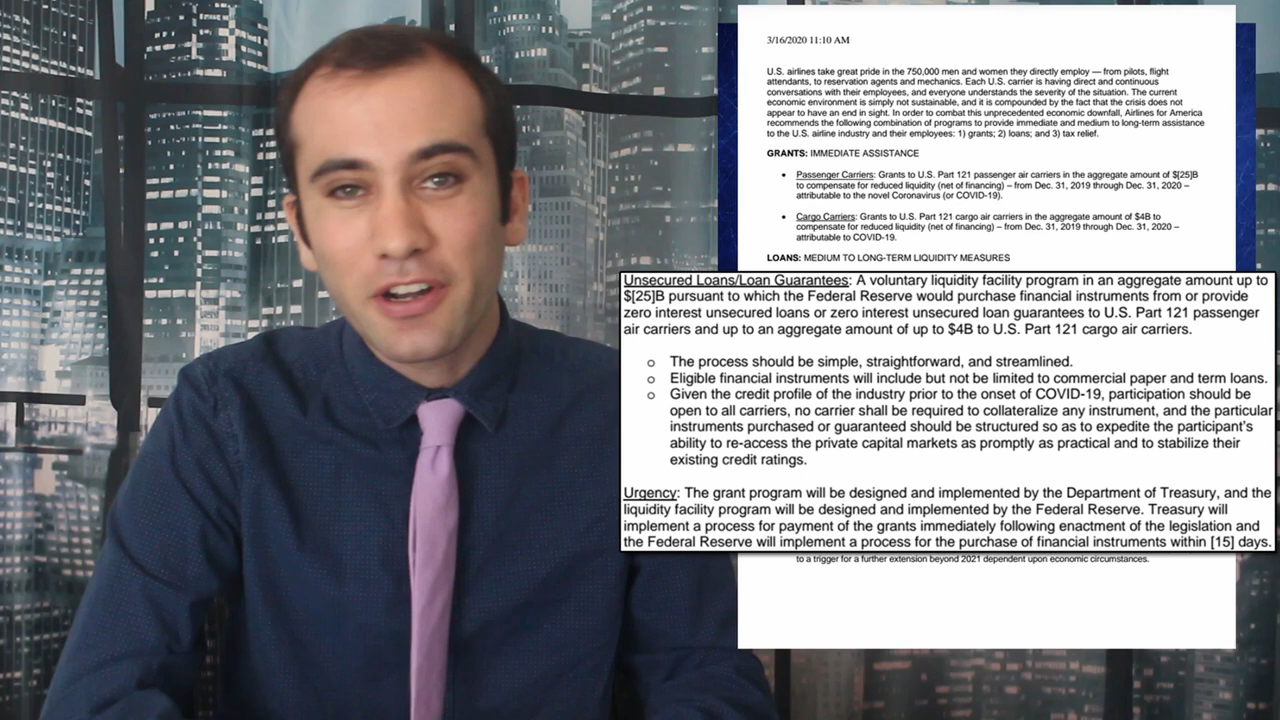 3/16/2020 11:10 AM
U.S. airlines take great pride in the 750,000 men and women they directly employ — from pilots, flight
attendants, to reservation agents and mechanics. Each U.S. carrier is having direct and continuous
conversations with their employees, and everyone understands the severity of the situation. The current
economic environment is simply not sustainable, and it is compounded by the fact that the crisis does not
appear to have an end in sight. In order to combat this unprecedented economic downfall, Airlines for America
recommends the following combination of programs to provide immediate and medium to long-term assistance
to the U.S. airline industry and their employees: 1) grants; 2) loans; and 3) tax relief.
GRANTS: IMMEDIATE ASSISTANCE
• Passenger Carriers: Grants to U.S. Part 121 passenger air carriers in the aggregate amount of $[25]B
to compensate for reduced liquidity (net of financing) – from Dec. 31, 2019 through Dec. 31, 2020 –
attributable to the novel Coronavirus (or COVID-19).
• Cargo Carriers: Grants to U.S. Part 121 cargo air carriers in the aggregate amount of $4B to
compensate for reduced liquidity (net of financing) – from Dec. 31, 2019 through Dec. 31, 2020 –
attributable to COVID-19.
LOANS: MEDIUM TO LONG-TERM LIQUIDITY MEASURES
Unsecured Loans/Loan Guarantees: A voluntary liquidity facility program in an aggregate amount up to
$[25]B pursuant to which the Federal Reserve would purchase financial instruments from or provide
zero interest unsecured loans or zero interest unsecured loan guarantees to U.S. Part 121 passenger
air carriers and up to an aggregate amount of up to $4B to U.S. Part 121 cargo air carriers.
o The process should be simple, straightforward, and streamlined.
o Eligible financial instruments will include but not be limited to commercial paper and term loans.
o Given the credit profile of the industry prior to the onset of COVID-19, participation should be
open to all carriers, no carrier shall be required to collateralize any instrument, and the particular
instruments purchased or guaranteed should be structured so as to expedite the participant's
ability to re-access the private capital markets as promptly as practical and to stabilize their
existing credit ratings.
Urgency: The grant program will be designed and implemented by the Department of Treasury, and the
liquidity facility program will be designed and implemented by the Federal Reserve. Treasury will
implement a process for payment of the grants immediately following enactment of the legislation and
the Federal Reserve will implement a process for the purchase of financial instruments within [15] days.
to a trigger for a further extension beyond 2021 dependent upon economic circumstances.